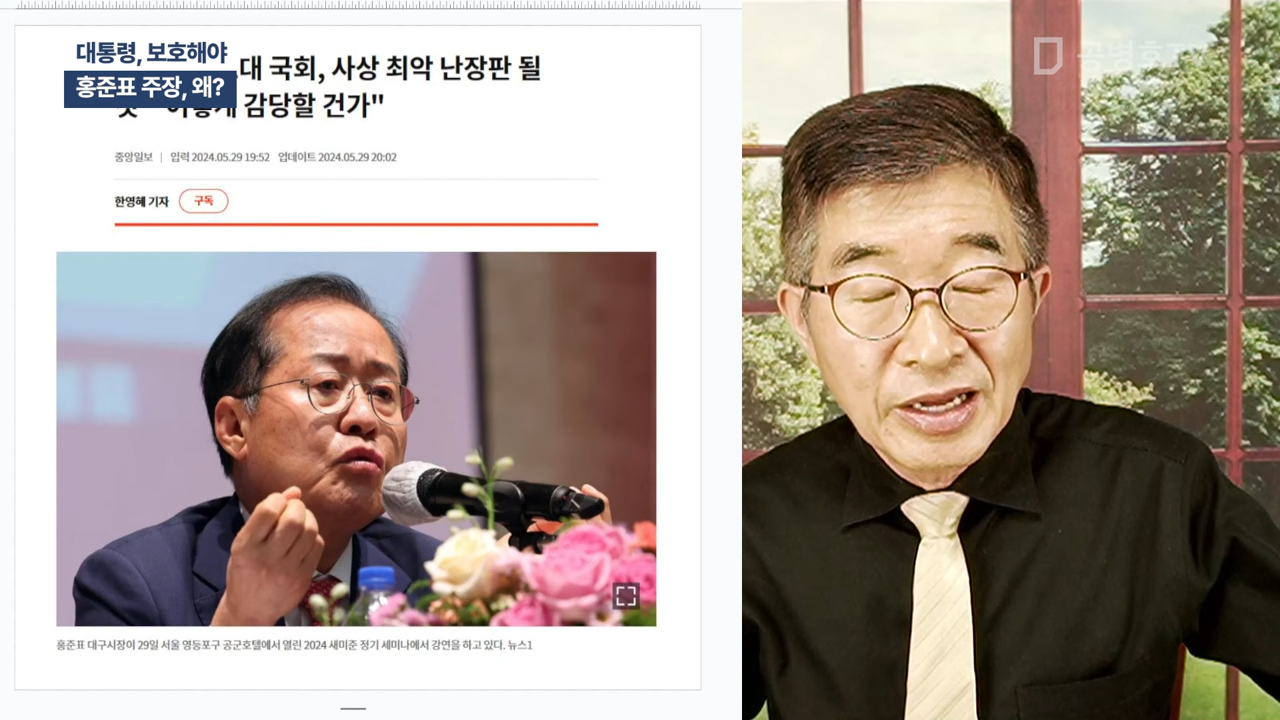 대통령, 보호해야
홍준표 주장, 왜?
대 국회, 사상 최악 난장판 될
감당할 건가"
중앙일보 | 입력 2024.05.29 19:52 업데이트 2024.05.29 20:02
한영혜 기자 구독
홍준표 대구시장이 29일 서울 영등포구 공군호텔에서 열린 2024 새미준 정기 세미나에서 강연을 하고 있다. 뉴스1